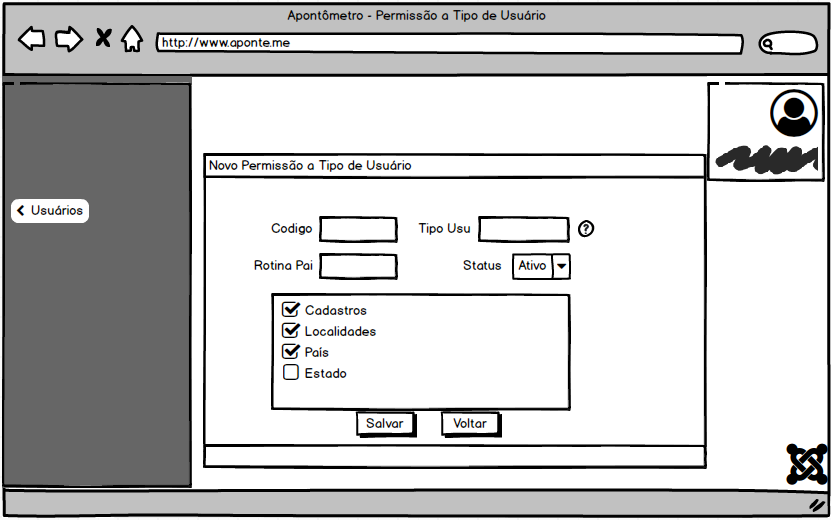 Apontômetro - Permissão a Tipo de Usuário
http://www.aponte.me
Novo Permissão a Tipo de Usuário
Usuários
Codigo
Tipo Usu
?
Rotina Pai
Status
Ativo
Cadastros
Localidades
País
Estado
Salvar
Voltar